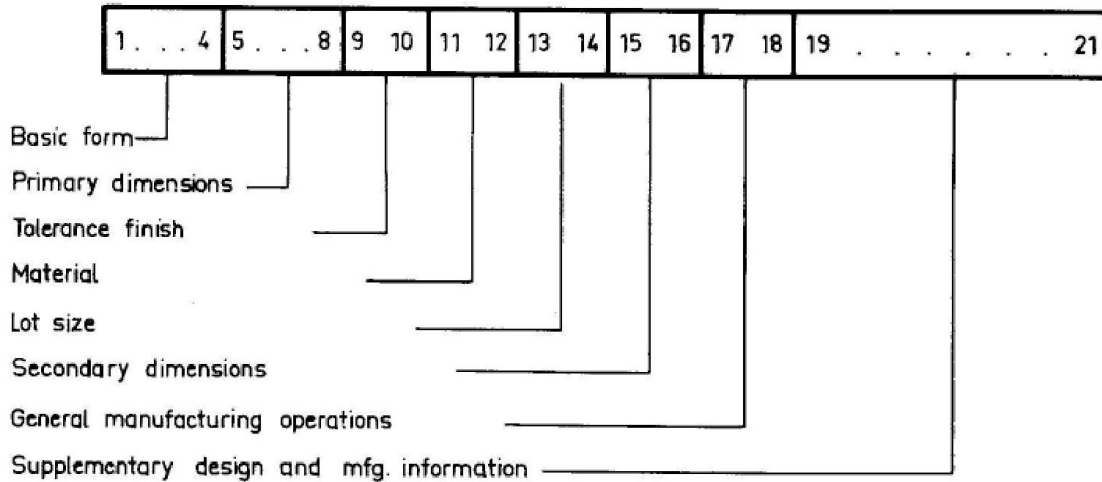 1 . . . 4 5 . . . 8 9 10 11 12 13 14 15 16 17 18 19 . . . . . . 21
Basic form
Primary dimensions
Tolerance finish
Material
Lot size
Secondary dimensions
General manufacturing operations
Supplementary design and mfg. information